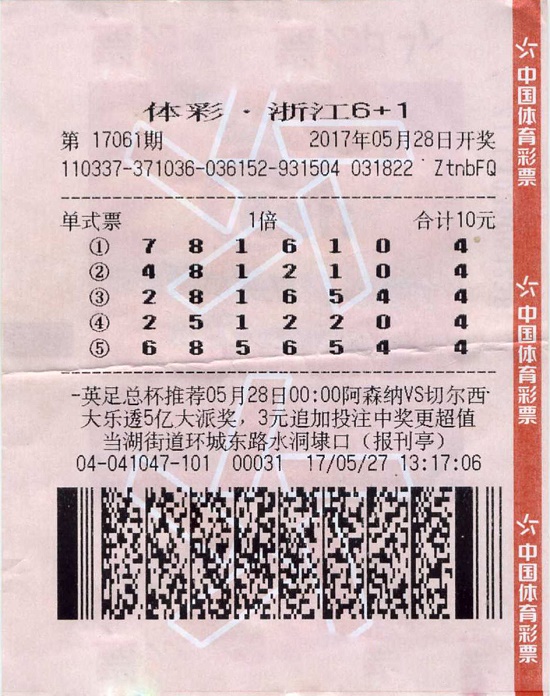 体彩·浙江6+1
第 17061期 2017年05月28日开奖
110337-371036-036152-931504 031822 ZtnbFQ
单式票 1倍 合计10元
① 7 8 1 6 1 0 4
② 4 8 1 2 1 0 4
③ 2 8 1 6 5 4 4
④ 2 5 1 2 2 0 4
⑤ 6 8 5 6 5 4 4
-英足总杯推荐05月28日00:00阿森纳VS切尔西
大乐透5亿大派奖，3元追加投注中奖更超值
当湖街道环城东路水洞埭口（报刊亭）
04-041047-101 00031 17/05/27 13:17:06
中国体育彩票
中国体育彩票
中国体育彩票